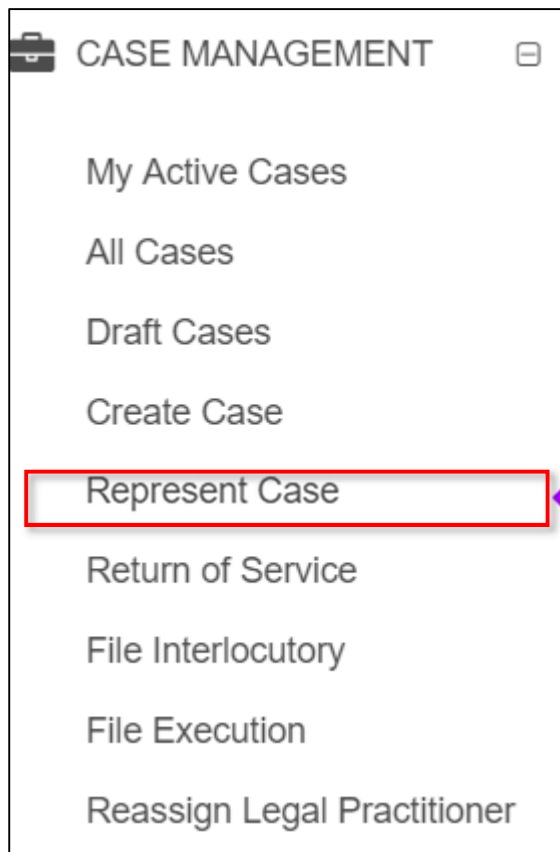 CASE MANAGEMENT
My Active Cases
All Cases
Draft Cases
Create Case
Represent Case
Return of Service
File Interlocutory
File Execution
Reassign Legal Practitioner